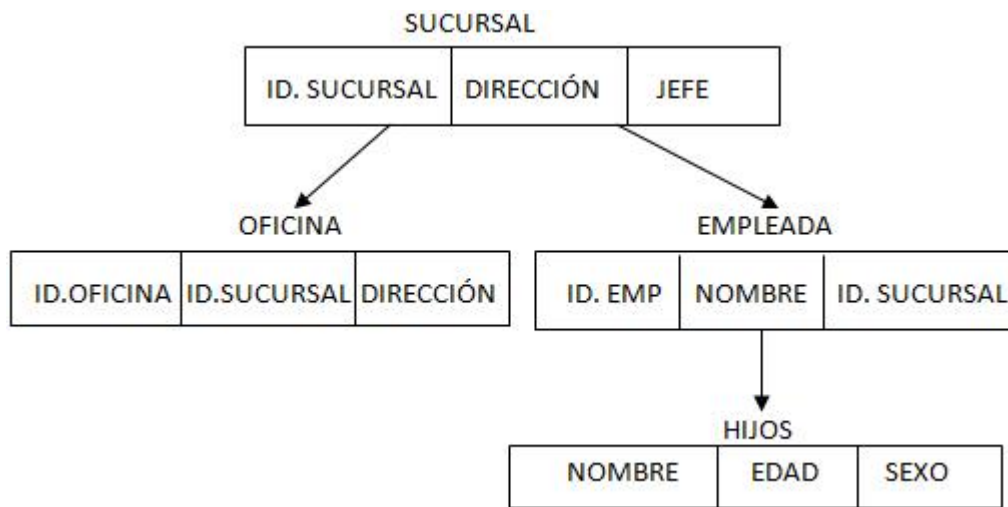 SUCURSAL
ID. SUCURSAL DIRECCIÓN JEFE
OFICINA
ID.OFICINA ID.SUCURSAL DIRECCIÓN
EMPLEADA
ID. EMP NOMBRE ID. SUCURSAL
HIJOS
NOMBRE EDAD SEXO